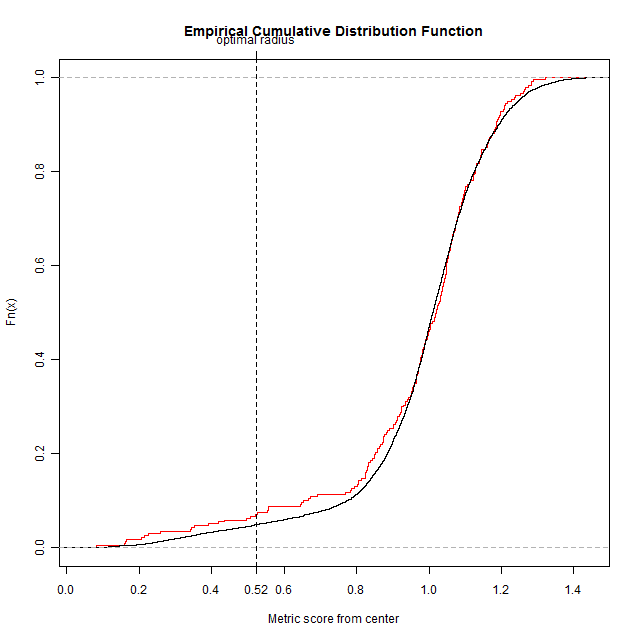 Empirical Cumulative Distribution Function
optimal radius
Fn(x)
1.0
0.8
0.6
0.4
0.2
0.0
0.0 0.2 0.4 0.52 0.6 0.8 1.0 1.2 1.4
Metric score from center